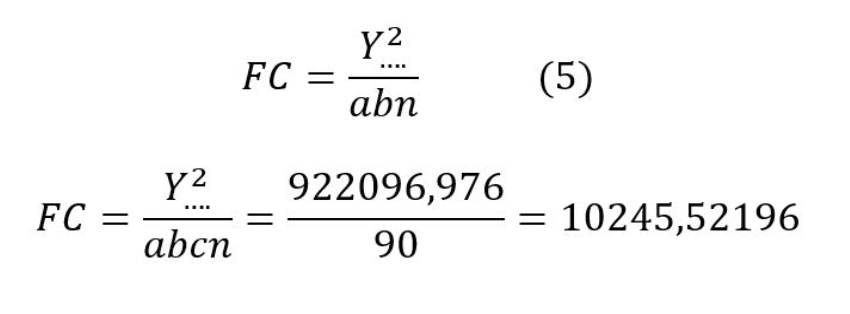 FC = Y².... / abn (5)
FC = Y².... / abcn = 922096,976 / 90 = 10245,52196